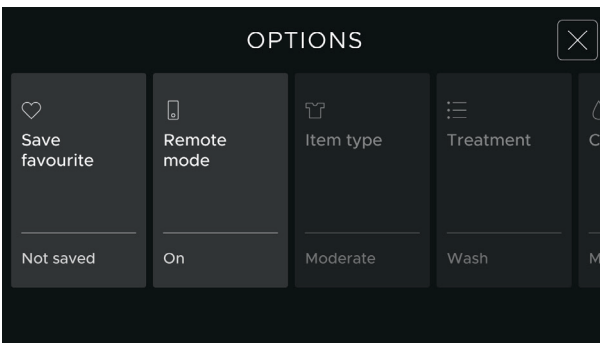 OPTIONS
Save
favourite
Not saved
Remote
mode
On
Item type
Moderate
Treatment
Wash
C
M